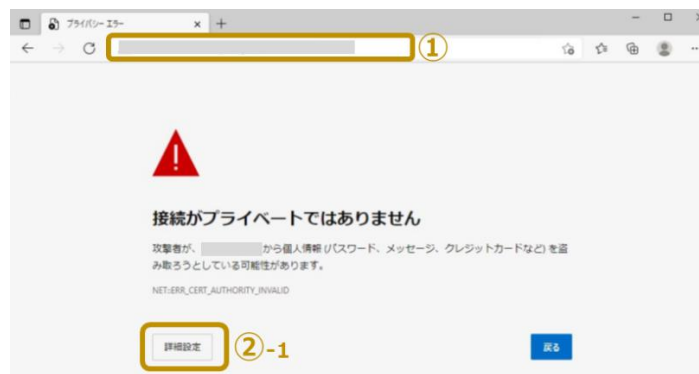 プライバシー エラー
①
接続がプライベートではありません
攻撃者が、 から個人情報 (パスワード、メッセージ、クレジットカードなど) を盗
み取ろうとしている可能性があります。
NET::ERR_CERT_AUTHORITY_INVALID
詳細設定
②-1
戻る